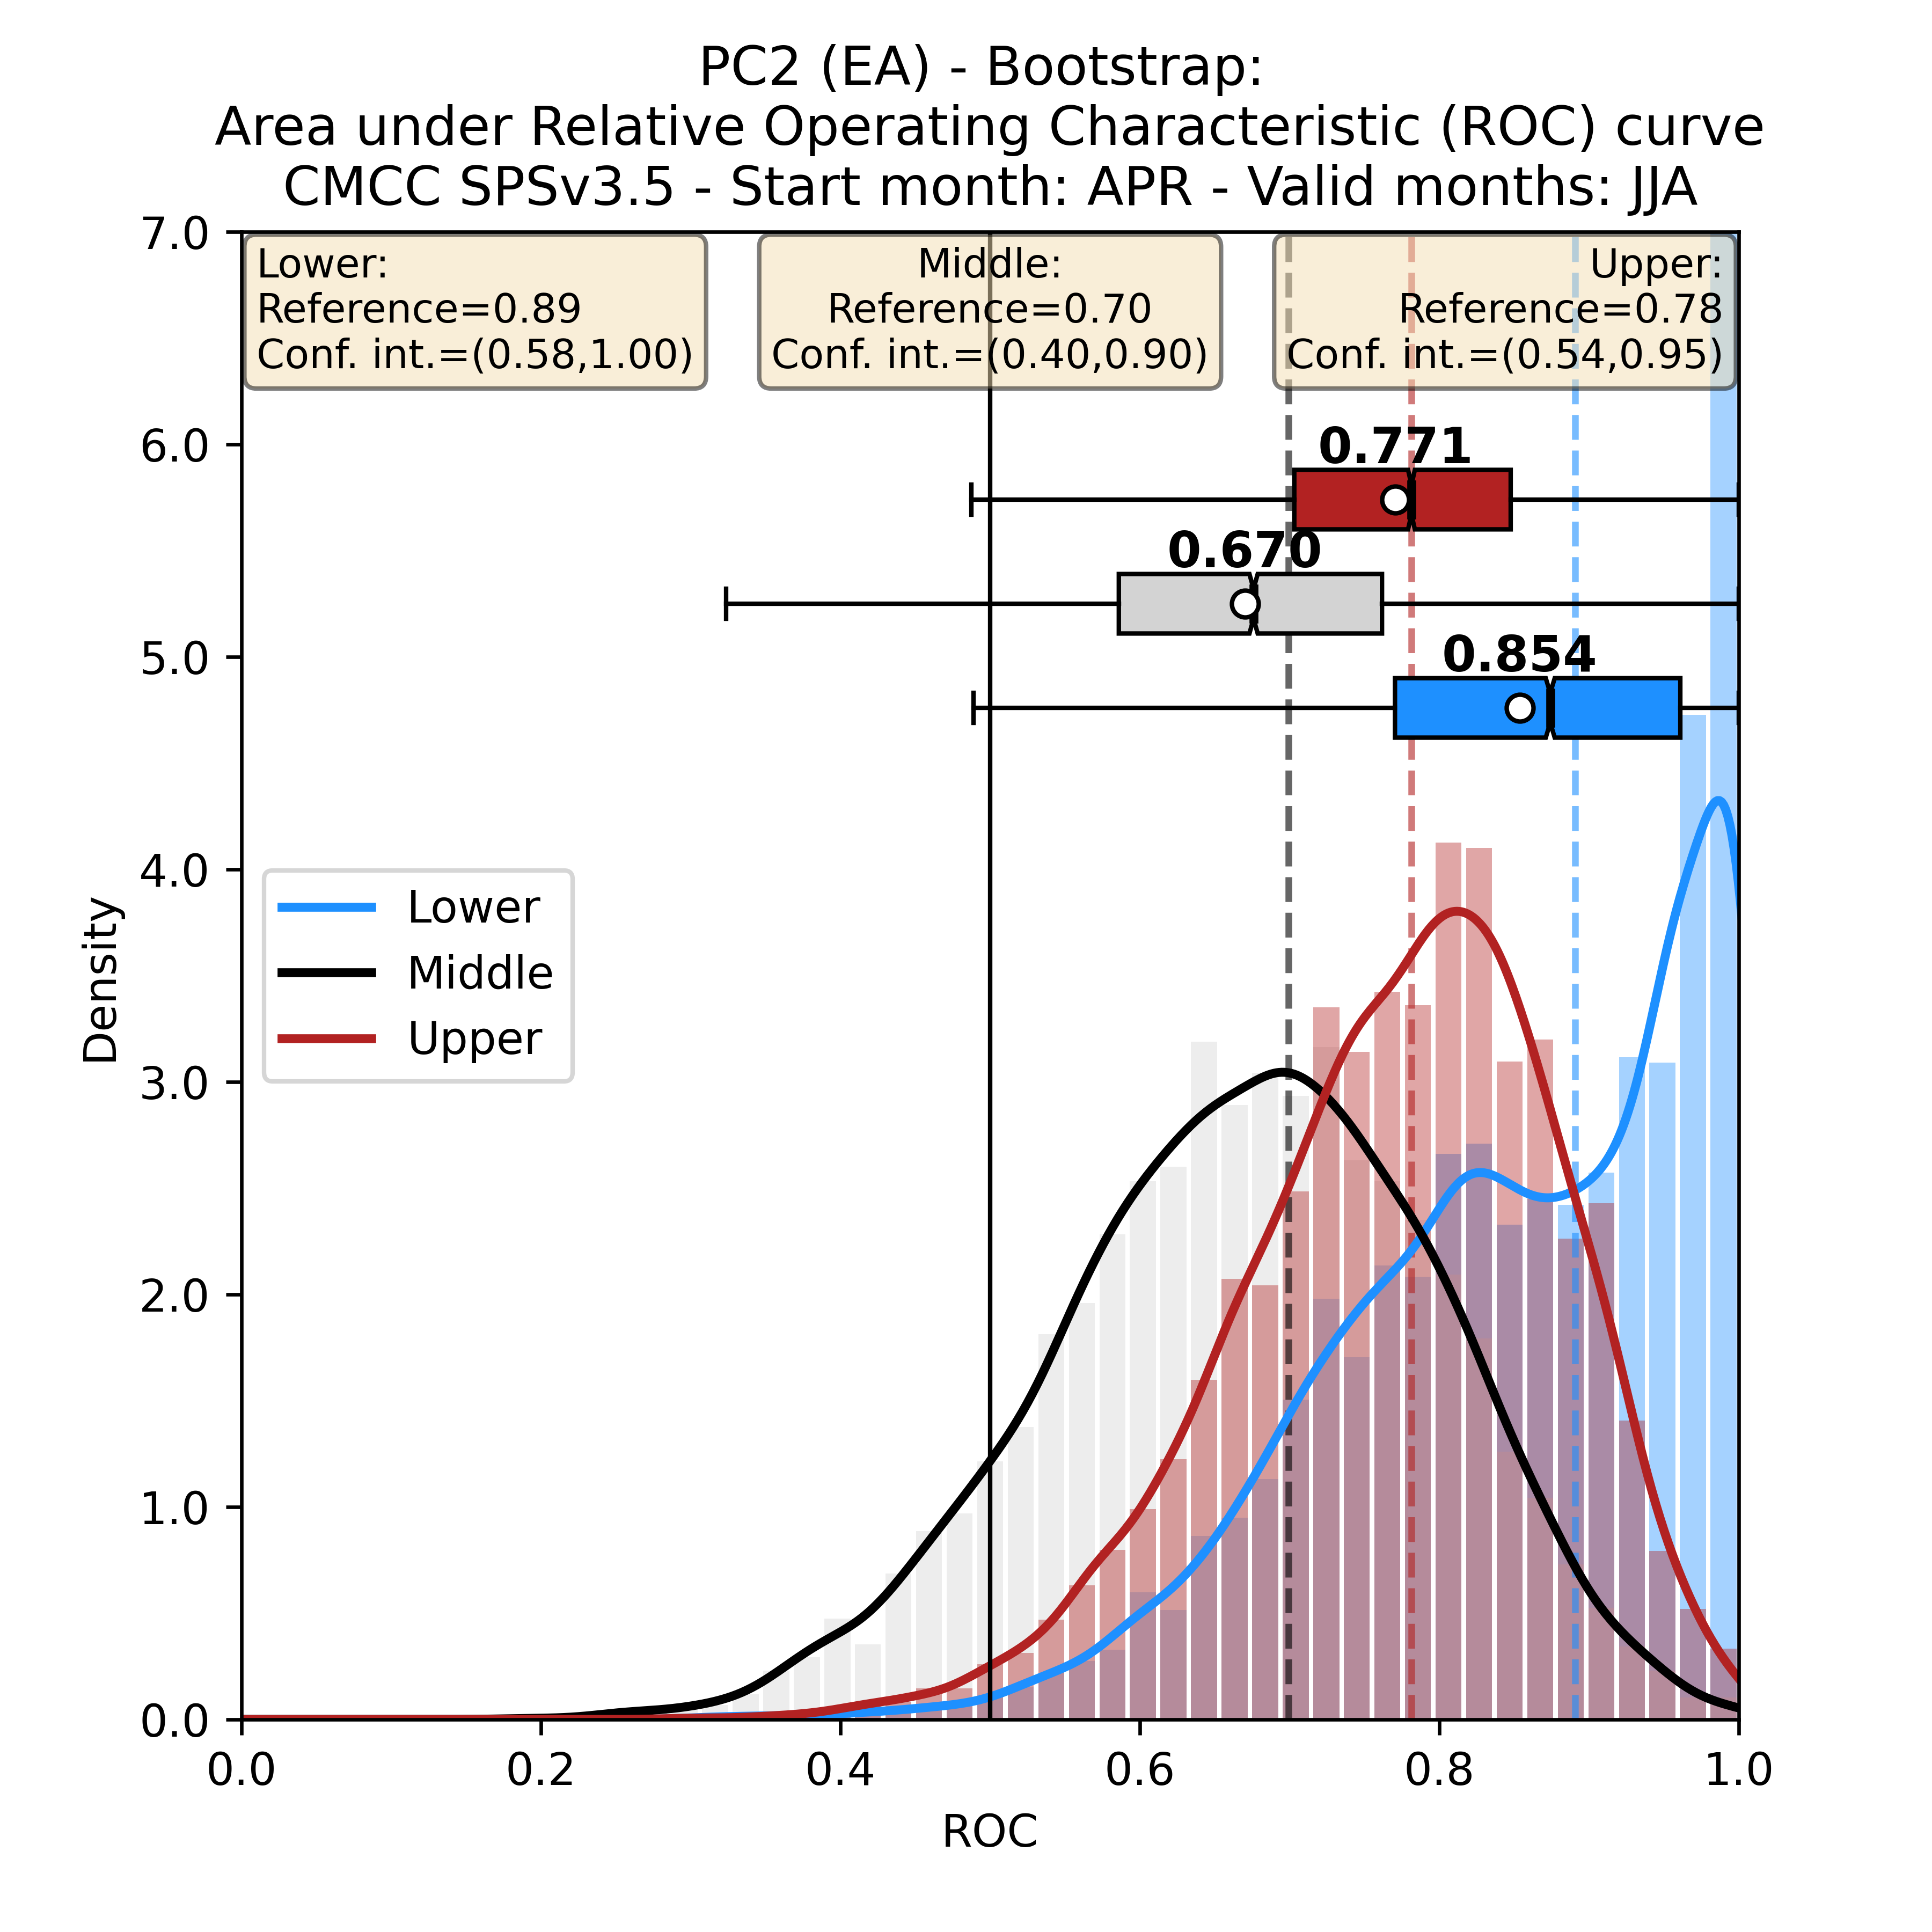 PC2 (EA) - Bootstrap:
Area under Relative Operating Characteristic (ROC) curve
CMCC SPSv3.5 - Start month: APR - Valid months: JJA
Lower:
Reference=0.89
Conf. int.=(0.58,1.00)
Middle:
Reference=0.70
Conf. int.=(0.40,0.90)
Upper:
Reference=0.78
Conf. int.=(0.54,0.95)
0.771
0.670
0.854
Lower
Middle
Upper
Density
7.0
6.0
5.0
4.0
3.0
2.0
1.0
0.0
0.0 0.2 0.4 0.6 0.8 1.0
ROC